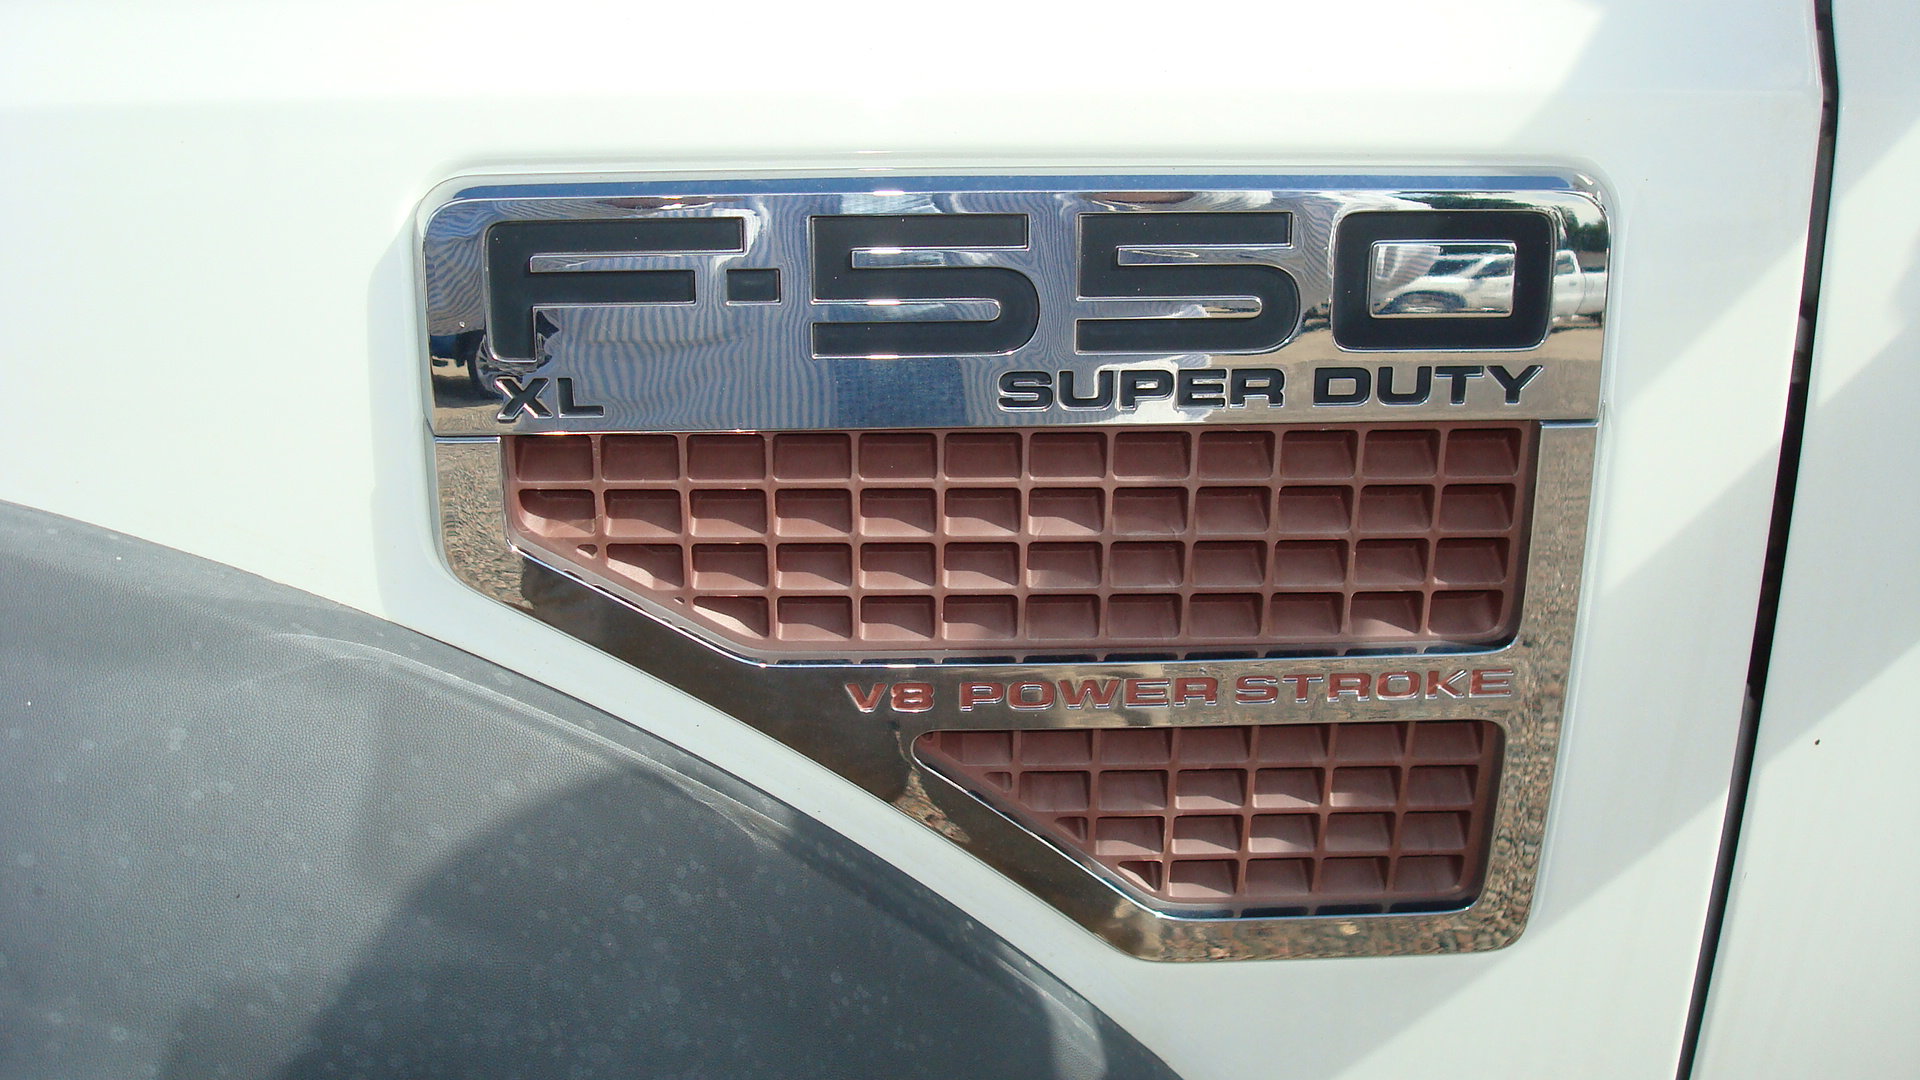 F-550
XL SUPER DUTY
V8 POWER STROKE